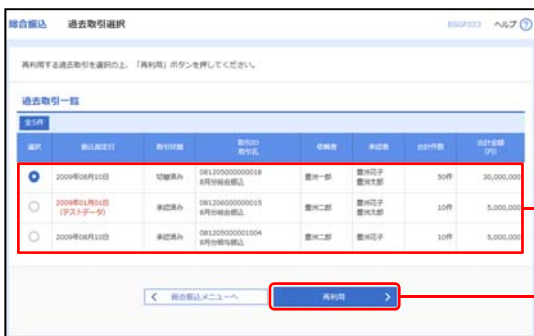 総合振込 過去取引選択 BSGF023 ヘルプ ?
再利用する過去取引を選択の上、「再利用」ボタンを押してください。
過去取引一覧
全5件
選択 振込指定日 取引状態 取引ID 取引名 依頼者 承認者 合計件数 合計金額 (円)
2009年08月10日 切替済み 081205000000018 8月分総合振込 豊洲一郎 豊洲花子 豊洲太郎 50件 30,000,000
2009年01月01日 (テストデータ) 承認済み 081206000000015 8月分総合振込 豊洲二郎 豊洲花子 豊洲太郎 10件 5,000,000
2009年08月10日 承認済み 081205000001004 8月分給与振込 豊洲二郎 豊洲花子 10件 5,000,000
総合振込メニューへ 再利用